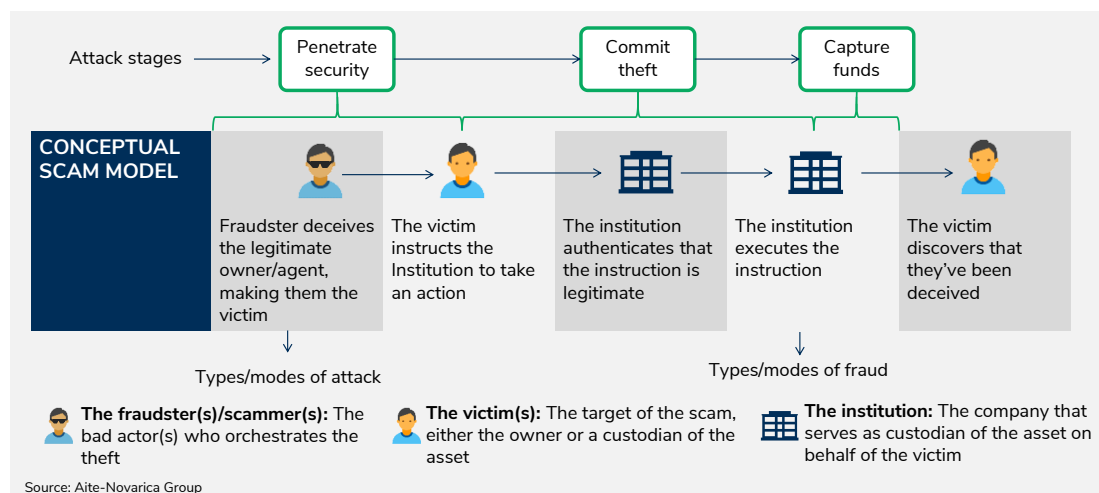 Attack stages
Penetrate
security
Commit
theft
Capture
funds
CONCEPTUAL
SCAM MODEL
Fraudster deceives
the legitimate
owner/agent,
making them the
victim
The victim
instructs the
Institution to take
an action
The institution
authenticates that
the instruction is
legitimate
The institution
executes the
instruction
The victim
discovers that
they’ve been
deceived
Types/modes of attack
Types/modes of fraud
The fraudster(s)/scammer(s): The
bad actor(s) who orchestrates the
theft
The victim(s): The target of the scam,
either the owner or a custodian of the
asset
The institution: The company that
serves as custodian of the asset on
behalf of the victim
Source: Aite-Novarica Group